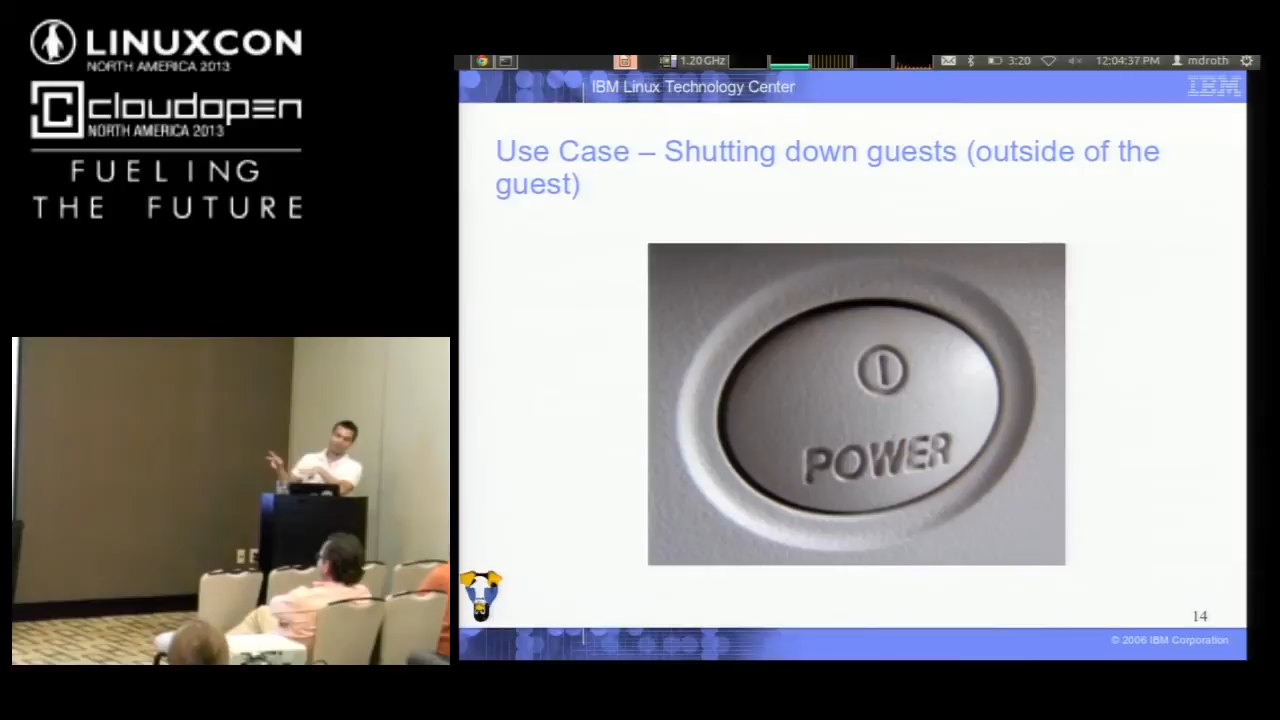 LINUXCON
NORTH AMERICA 2013
cloudopen
NORTH AMERICA 2013
FUELING
THE FUTURE
1.20 GHz
3:20
12:04:37 PM
mdroth
IBM Linux Technology Center
IBM
Use Case – Shutting down guests (outside of the
guest)
POWER
14
© 2006 IBM Corporation